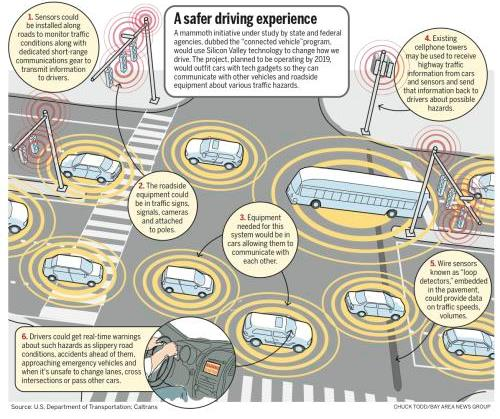 A safer driving experience
A mammoth initiative under study by state and federal
agencies, dubbed the "connected vehicle" program,
would use Silicon Valley technology to change how we
drive. The project, planned to be operating by 2019,
would outfit cars with tech gadgets so they can
communicate with other vehicles and roadside
equipment about various traffic hazards.
1. Sensors could
be installed along
roads to monitor traffic
conditions along with
dedicated short-range
communications gear to
transmit information
to drivers.
2. The roadside
equipment could
be in traffic signs,
signals, cameras
and attached
to poles.
3. Equipment
needed for this
system would be in
cars allowing them to
communicate with
each other.
4. Existing
cellphone towers
may be used to receive
highway traffic
information from cars
and sensors and send
that information back to
drivers about possible
hazards.
5. Wire sensors
known as "loop
detectors," embedded
in the pavement,
could provide data
on traffic speeds,
volumes.
6. Drivers could get real-time warnings
about such hazards as slippery road
conditions, accidents ahead of them,
approaching emergency vehicles and
when it's unsafe to change lanes, cross
intersections or pass other cars.
Source: U.S. Department of Transportation; Caltrans
CHUCK TODD/BAY AREA NEWS GROUP